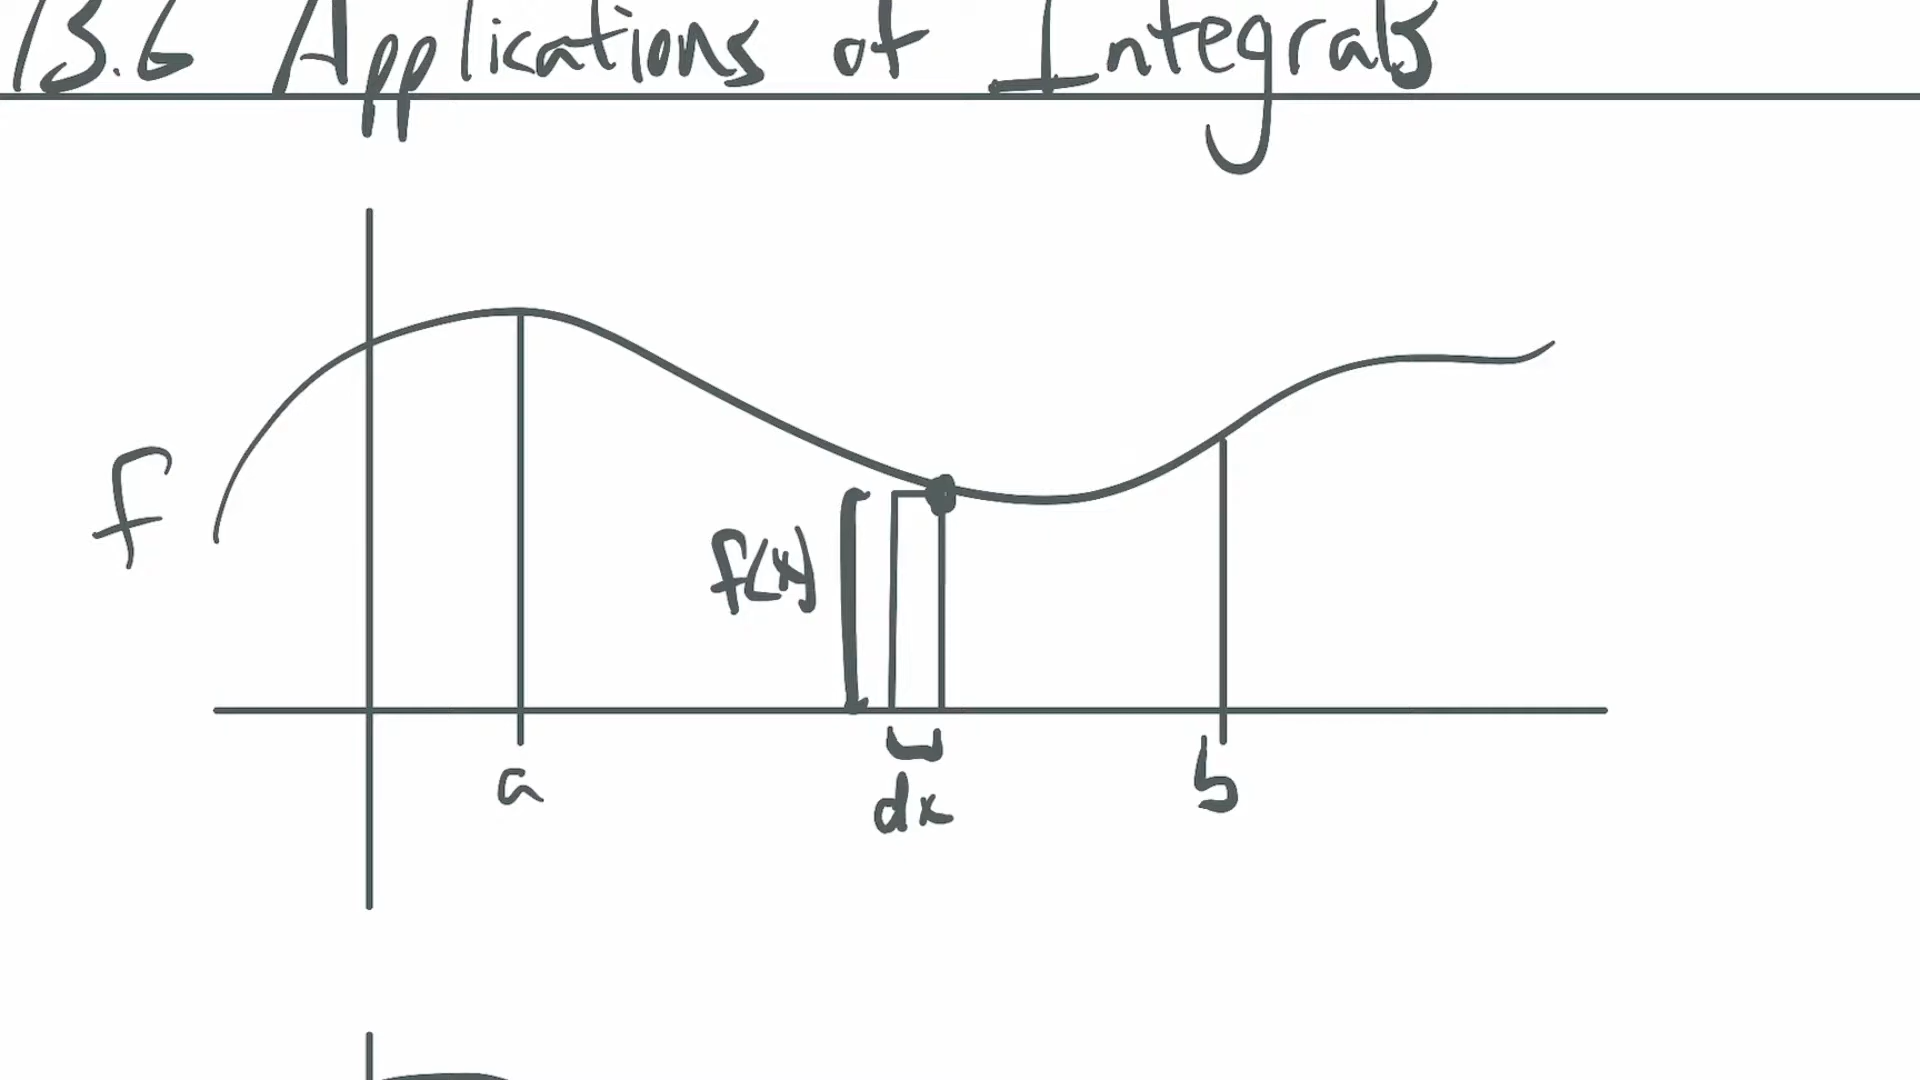 13.6 Applications of Integrals
f
f(x)
a
dx
b